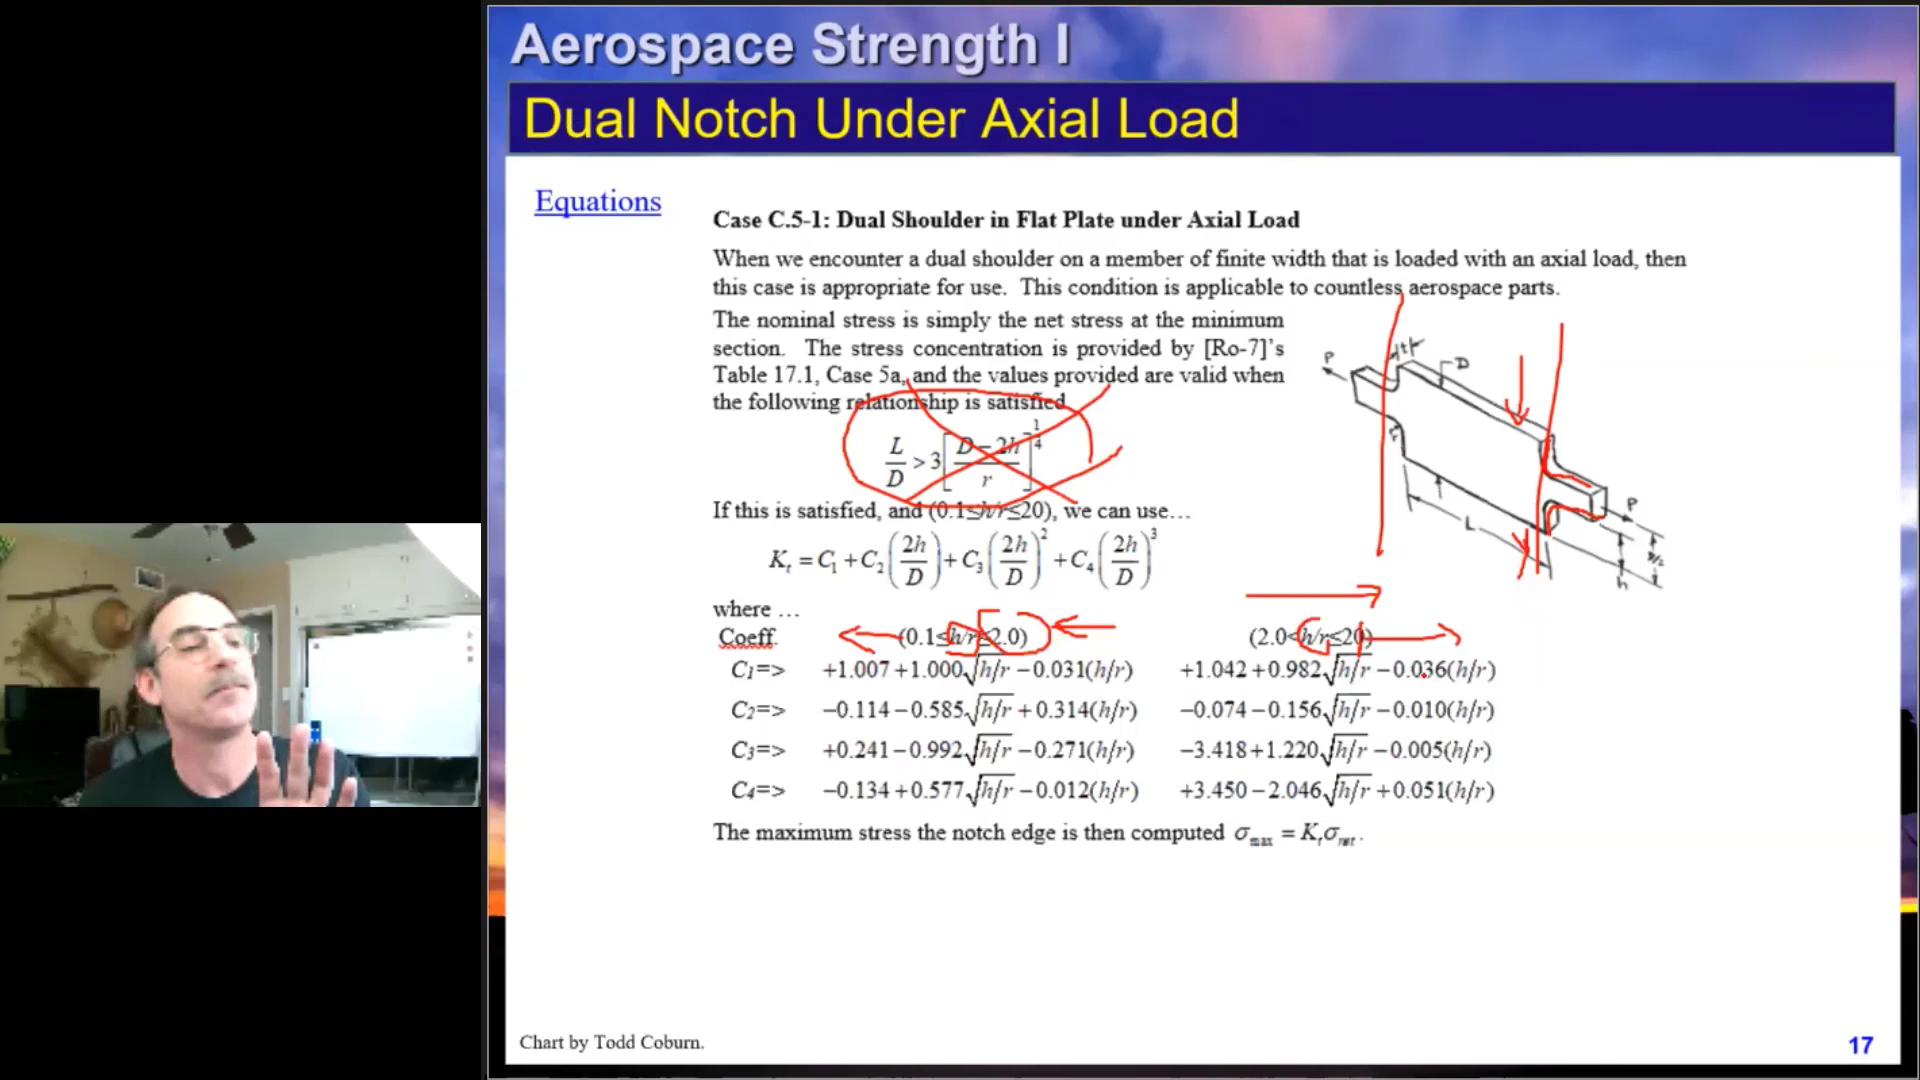 Aerospace Strength I
Dual Notch Under Axial Load
Equations
Case C.5-1: Dual Shoulder in Flat Plate under Axial Load
When we encounter a dual shoulder on a member of finite width that is loaded with an axial load, then
this case is appropriate for use. This condition is applicable to countless aerospace parts.
The nominal stress is simply the net stress at the minimum
section. The stress concentration is provided by [Ro-7]'s
Table 17.1, Case 5a, and the values provided are valid when
the following relationship is satisfied
L/D > 3[(D-2h)/r]^(1/4)
If this is satisfied, and (0.1≤h/r≤20), we can use…
K_t = C_1 + C_2(2h/D) + C_3(2h/D)^2 + C_4(2h/D)^3
where …
Coeff. (0.1≤h/r≤2.0) (2.0<h/r≤20)
C_1=> +1.007+1.000√(h/r)−0.031(h/r) +1.042+0.982√(h/r)−0.036(h/r)
C_2=> −0.114−0.585√(h/r)+0.314(h/r) −0.074−0.156√(h/r)−0.010(h/r)
C_3=> +0.241−0.992√(h/r)−0.271(h/r) −3.418+1.220√(h/r)−0.005(h/r)
C_4=> −0.134+0.577√(h/r)−0.012(h/r) +3.450−2.046√(h/r)+0.051(h/r)
The maximum stress the notch edge is then computed σ_max = K_tσ_net.
P
t
D
r
L
P
h
Chart by Todd Coburn.
17